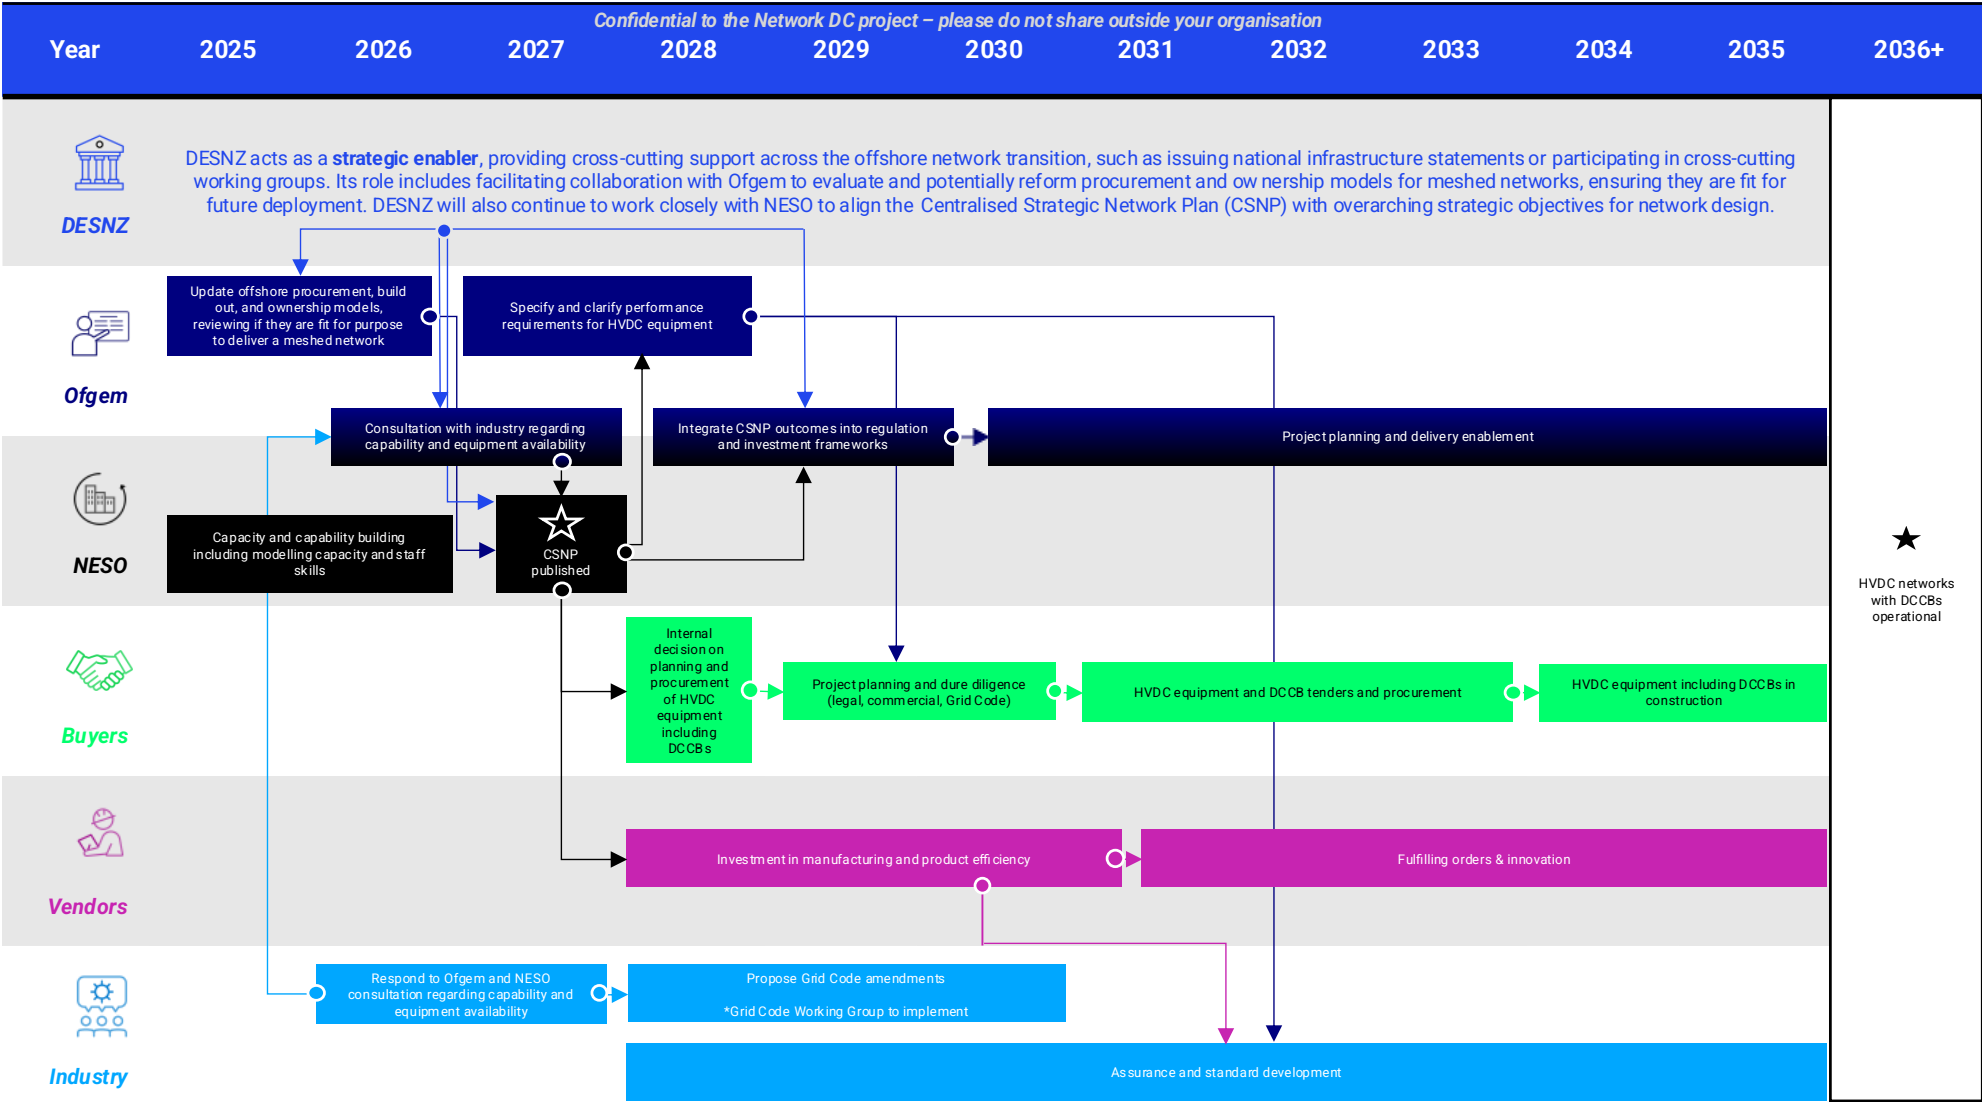 Confidential to the Network DC project – please do not share outside your organisation
Year 2025 2026 2027 2028 2029 2030 2031 2032 2033 2034 2035 2036+
DESNZ acts as a strategic enabler, providing cross-cutting support across the offshore network transition, such as issuing national infrastructure statements or participating in cross-cutting
working groups. Its role includes facilitating collaboration with Ofgem to evaluate and potentially reform procurement and ownership models for meshed networks, ensuring they are fit for
future deployment. DESNZ will also continue to work closely with NESO to align the Centralised Strategic Network Plan (CSNP) with overarching strategic objectives for network design.
DESNZ
Update offshore procurement, build
out, and ownership models,
reviewing if they are fit for purpose
to deliver a meshed network
Specify and clarify performance
requirements for HVDC equipment
Ofgem
Consultation with industry regarding
capability and equipment availability
Integrate CSNP outcomes into regulation
and investment frameworks
Project planning and delivery enablement
Capacity and capability building
including modelling capacity and staff
skills
CSNP
published
NESO
HVDC networks
with DCCBs
operational
Internal
decision on
planning and
procurement
of HVDC
equipment
including
DCCBs
Project planning and dure diligence
(legal, commercial, Grid Code)
HVDC equipment and DCCB tenders and procurement
HVDC equipment including DCCBs in
construction
Buyers
Investment in manufacturing and product efficiency
Fulfilling orders & innovation
Vendors
Respond to Ofgem and NESO
consultation regarding capability and
equipment availability
Propose Grid Code amendments
*Grid Code Working Group to implement
Industry
Assurance and standard development